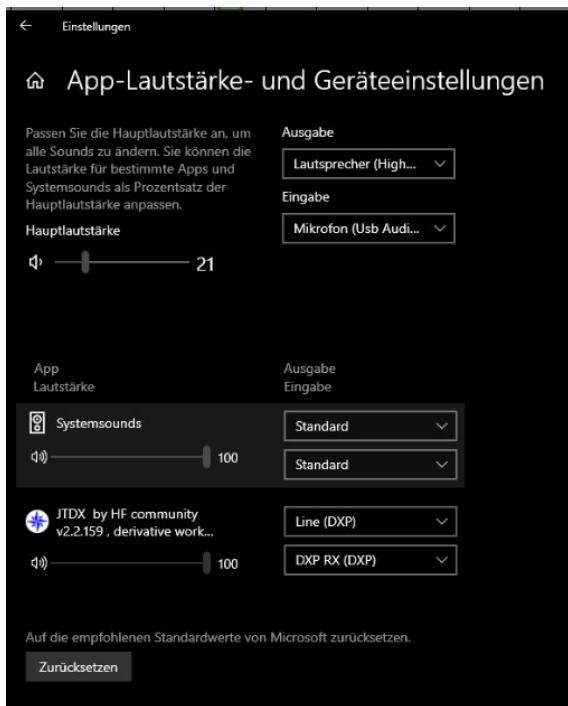 Einstellungen
App-Lautstärke- und Geräteeinstellungen
Passen Sie die Hauptlautstärke an, um
alle Sounds zu ändern. Sie können die
Lautstärke für bestimmte Apps und
Systemsounds als Prozentsatz der
Hauptlautstärke anpassen.
Hauptlautstärke
21
Ausgabe
Lautsprecher (High...
Eingabe
Mikrofon (Usb Audi...
App
Lautstärke
Ausgabe
Eingabe
Systemsounds
100
Standard
Standard
JTDX by HF community
v2.2.159 , derivative work...
100
Line (DXP)
DXP RX (DXP)
Auf die empfohlenen Standardwerte von Microsoft zurücksetzen.
Zurücksetzen